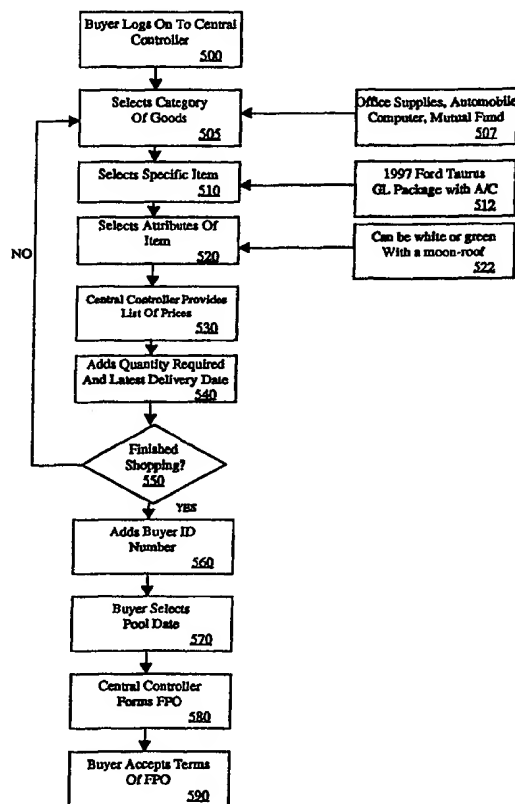 Buyer Logs On To Central
Controller
500
Selects Category
Of Goods
505
Office Supplies, Automobile
Computer, Mutual Fund
507
Selects Specific Item
510
1997 Ford Taurus
GL Package with A/C
512
Selects Attributes Of
Item
520
Can be white or green
With a moon-roof
522
NO
Central Controller Provides
List Of Prices
530
Adds Quantity Required
And Latest Delivery Date
540
Finished
Shopping?
550
YES
Adds Buyer ID
Number
560
Buyer Selects
Pool Date
570
Central Controller
Forms FPO
580
Buyer Accepts Terms
Of FPO
590